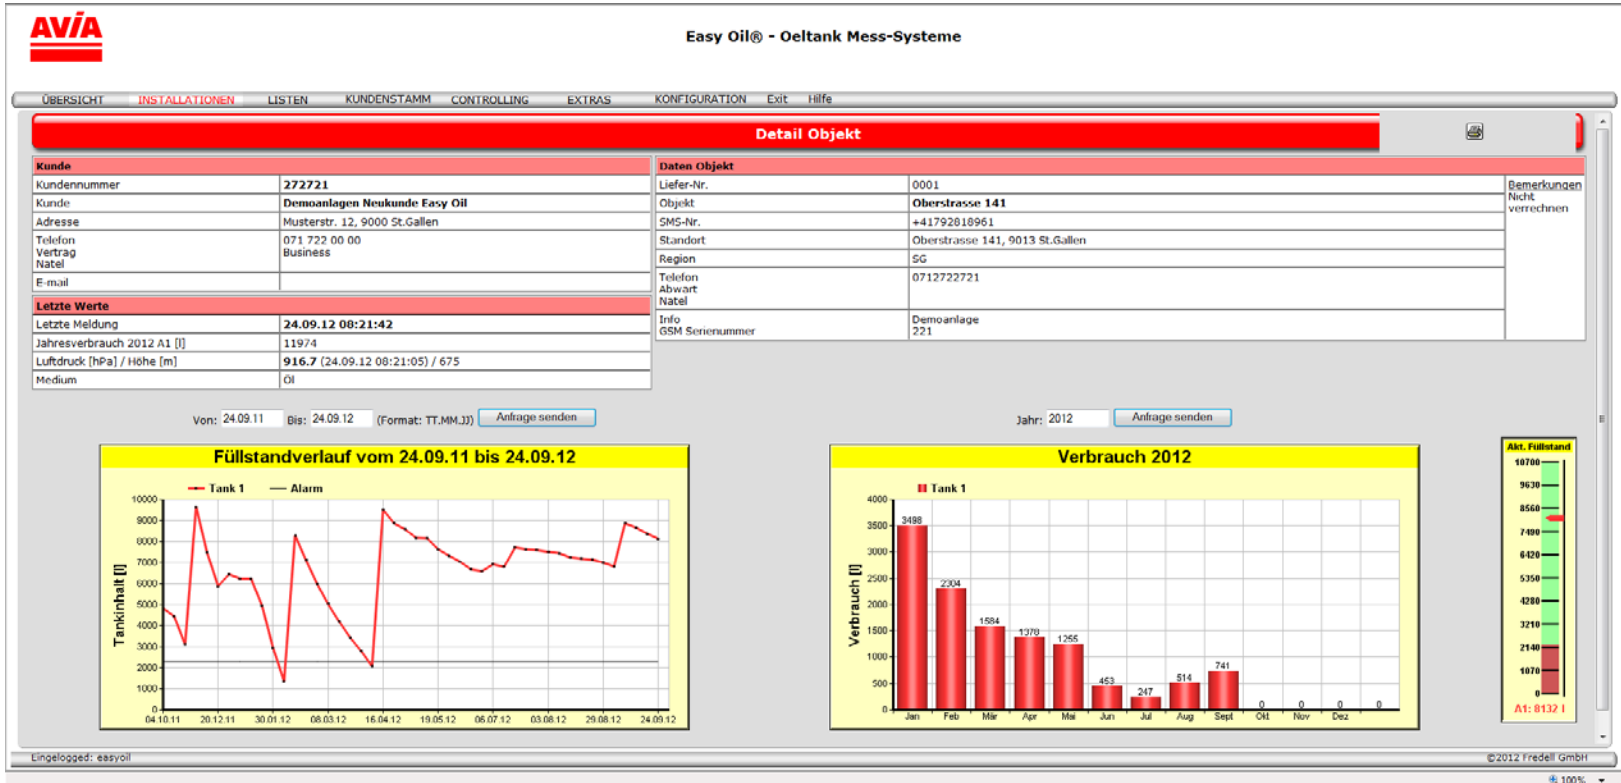 AVIA
Easy Oil® - Oeltank Mess-Systeme
ÜBERSICHT INSTALLATIONEN LISTEN KUNDENSTAMM CONTROLLING EXTRAS KONFIGURATION Exit Hilfe
Detail Objekt
Kunde
Kundennummer 272721
Kunde Demoanlagen Neukunde Easy Oil
Adresse Musterstr. 12, 9000 St.Gallen
Telefon 071 722 00 00
Vertrag Business
Natel
E-mail
Letzte Werte
Letzte Meldung 24.09.12 08:21:42
Jahresverbrauch 2012 A1 [l] 11974
Luftdruck [hPa] / Höhe [m] 916.7 (24.09.12 08:21:05) / 675
Medium Öl
Daten Objekt
Liefer-Nr. 0001
Objekt Oberstrasse 141
SMS-Nr. +41792818961
Standort Oberstrasse 141, 9013 St.Gallen
Region SG
Telefon 0712722721
Abwart
Natel
Info Demoanlage
GSM Serienummer 221
Bemerkungen
Nicht
verrechnen
Von: 24.09.11 Bis: 24.09.12 (Format: TT.MM.JJ) Anfrage senden
Jahr: 2012 Anfrage senden
Füllstandverlauf vom 24.09.11 bis 24.09.12
Tank 1 Alarm
Tankinhalt [l]
10000
9000
8000
7000
6000
5000
4000
3000
2000
1000
0
04.10.11 20.12.11 30.01.12 08.03.12 16.04.12 19.05.12 06.07.12 03.08.12 29.08.12 24.09.12
Verbrauch 2012
Tank 1
Verbrauch [l]
4000
3500
3000
2500
2000
1500
1000
500
0
3498 2304 1584 1378 1255 453 247 514 741 0 0 0 0
Jan Feb Mär Apr Mai Jun Jul Aug Sept Okt Nov Dez
Akt. Füllstand
10700
9630
8560
7490
6420
5350
4280
3210
2140
1070
0
A1: 8132 l
Eingelogged: easyoil ©2012 Fredell GmbH
100%